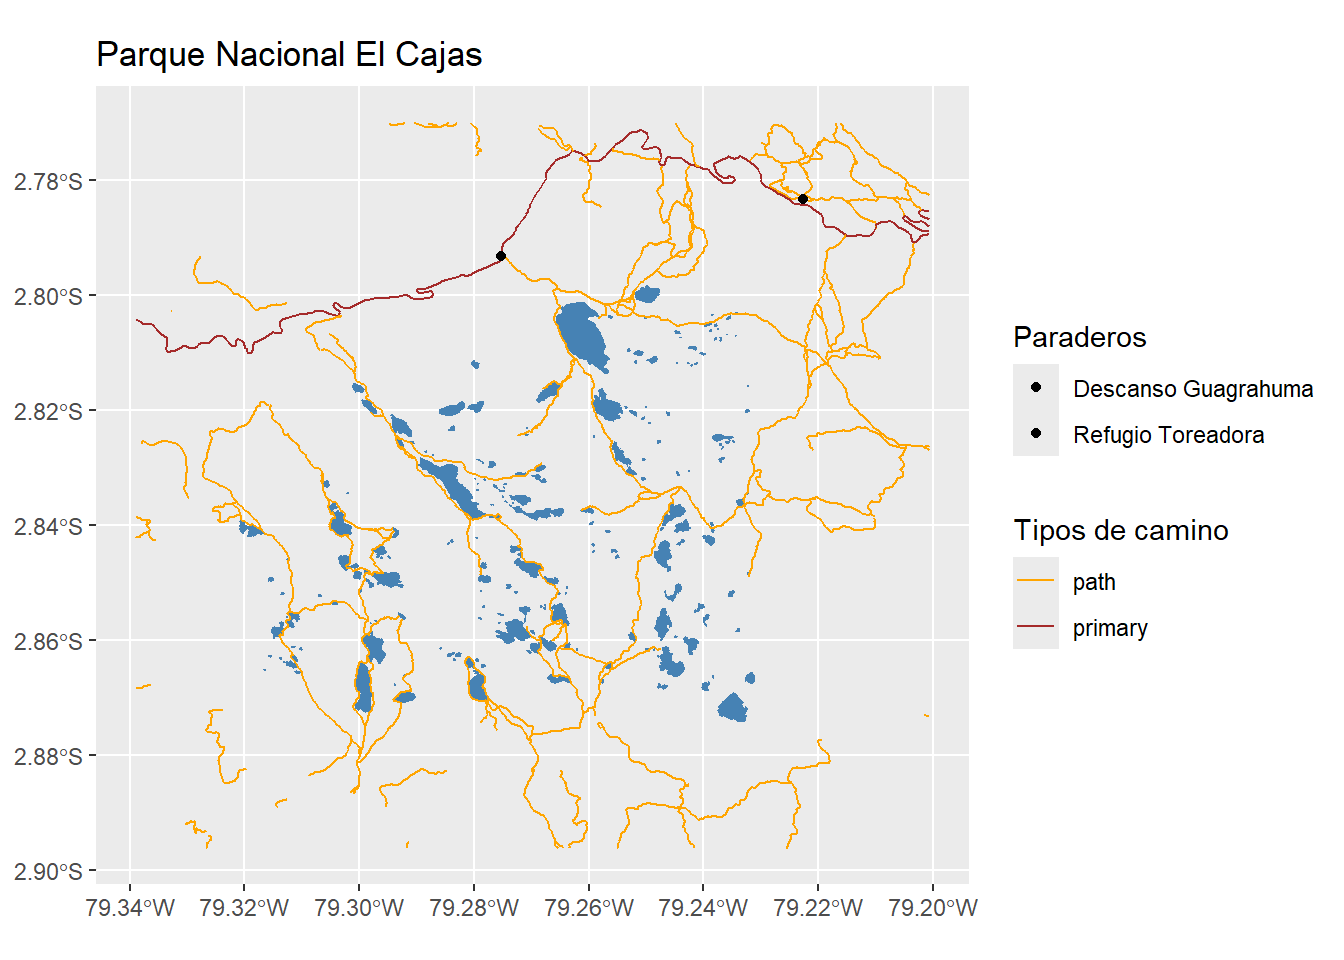 Parque Nacional El Cajas
2.78°S
2.80°S
2.82°S
2.84°S
2.86°S
2.88°S
2.90°S
79.34°W 79.32°W 79.30°W 79.28°W 79.26°W 79.24°W 79.22°W 79.20°W
Paraderos
Descanso Guagrahuma
Refugio Toreadora
Tipos de camino
path
primary